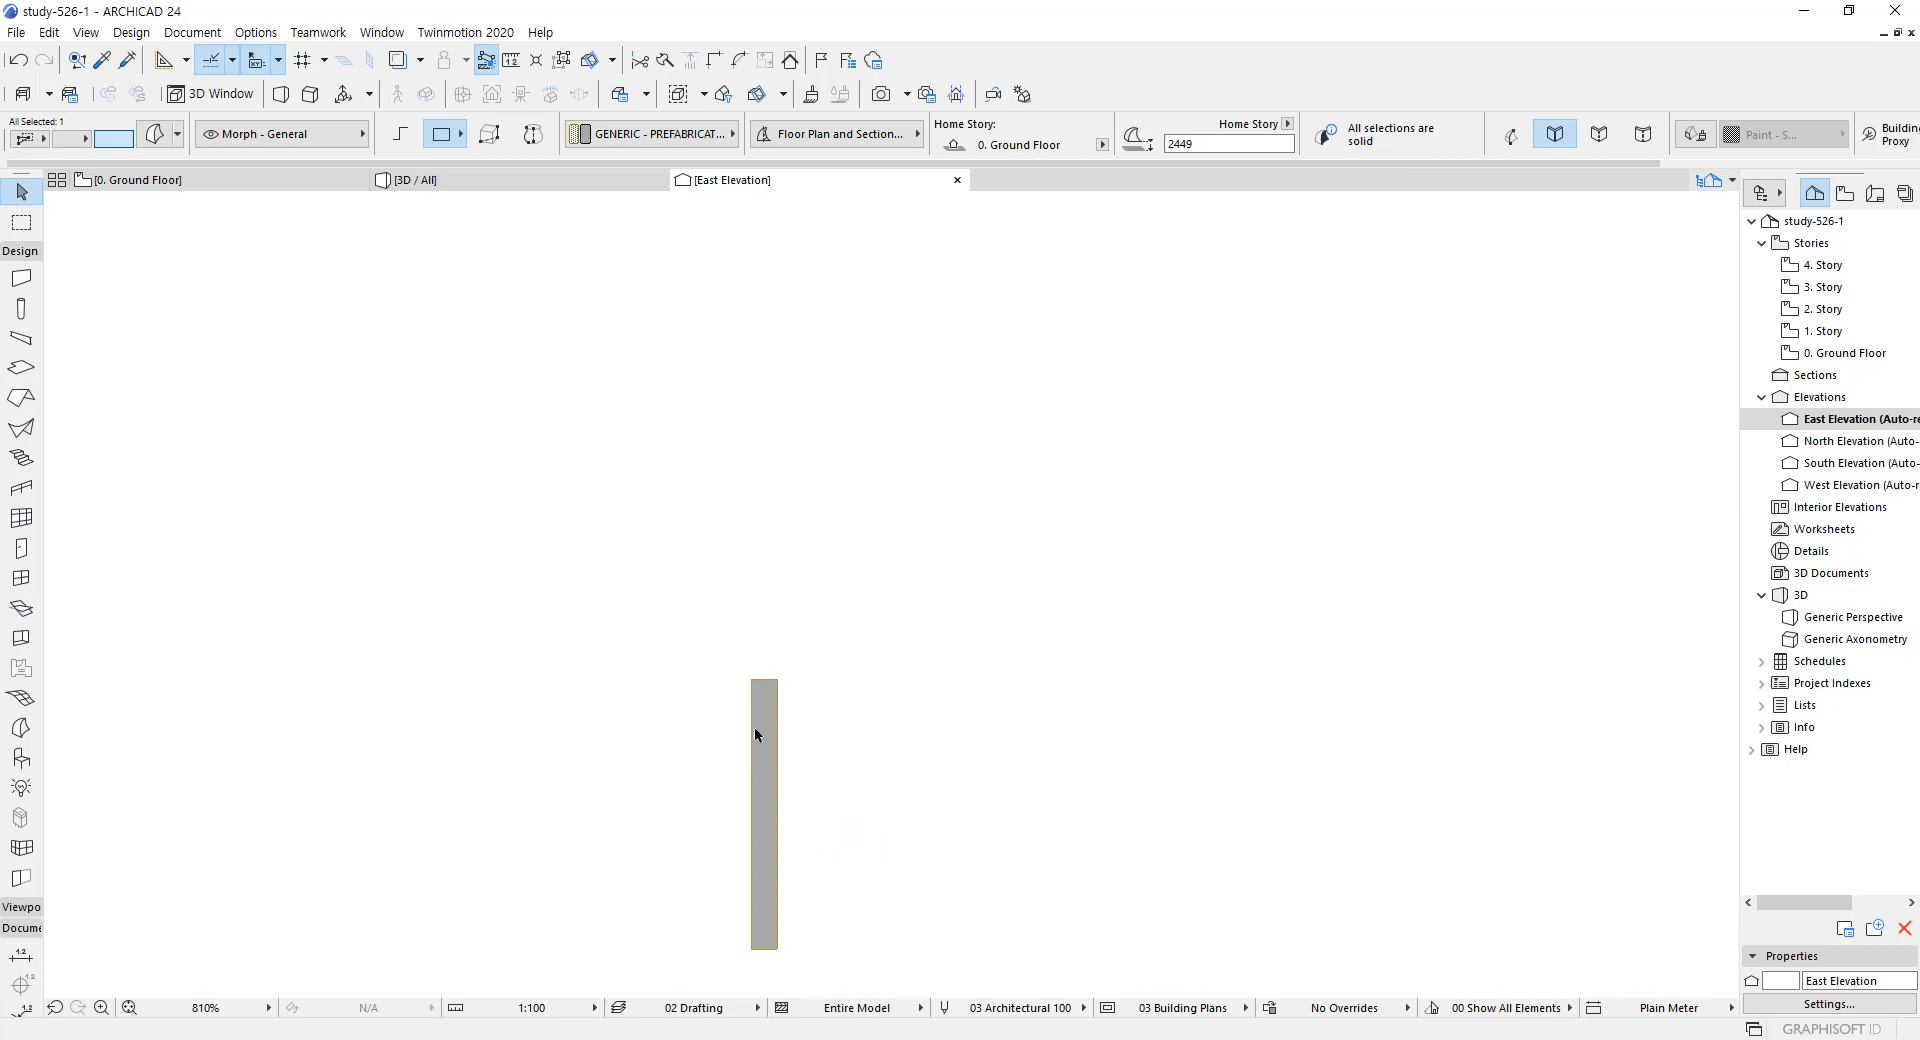 study-526-1 - ARCHICAD 24
File Edit View Design Document Options Teamwork Window Twinmotion 2020 Help
3D Window
All Selected: 1
Morph - General
GENERIC - PREFABRICAT...
Floor Plan and Section...
Home Story:
0. Ground Floor
Home Story
2449
All selections are
solid
Paint - S...
Building
Proxy
[0. Ground Floor]
[3D / All]
[East Elevation]
Design
Viewpo
Docume
study-526-1
Stories
4. Story
3. Story
2. Story
1. Story
0. Ground Floor
Sections
Elevations
East Elevation (Auto-re
North Elevation (Auto-
South Elevation (Auto-
West Elevation (Auto-r
Interior Elevations
Worksheets
Details
3D Documents
3D
Generic Perspective
Generic Axonometry
Schedules
Project Indexes
Lists
Info
Help
Properties
East Elevation
Settings...
810% N/A 1:100 02 Drafting Entire Model 03 Architectural 100 03 Building Plans No Overrides 00 Show All Elements Plain Meter
GRAPHISOFT ID